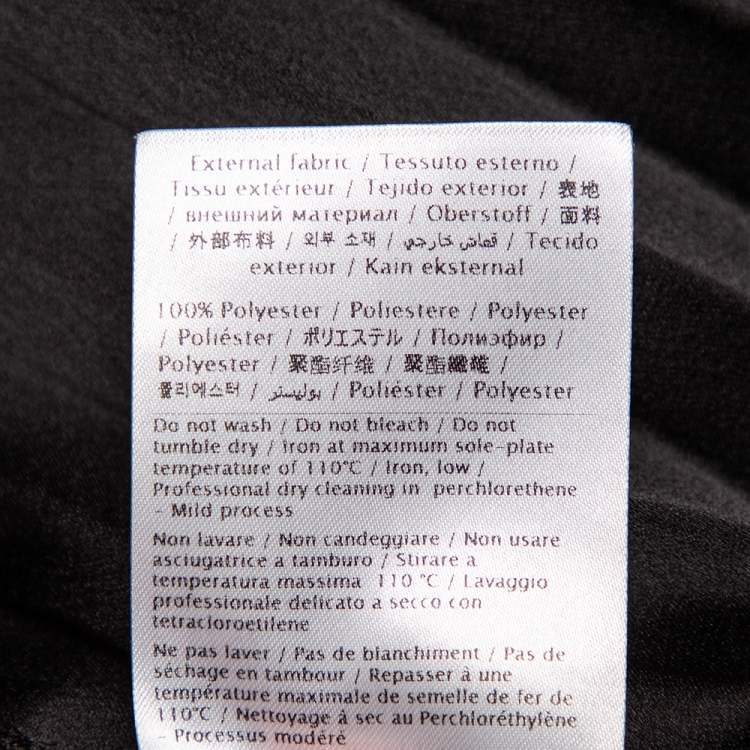 External fabric / Tessuto esterno /
Tissu extérieur / Tejido exterior / 表地
/ внешний материал / Oberstoff / 面料
/ 外部布料 / 외부 소재 / قماش خارجي / Tecido
exterior / Kain eksternal
100% Polyester / Poliestere / Polyester
/ Poliéster / ポリエステル / Полиэфир /
Polyester / 聚酯纤维 / 聚酯纖維 /
폴리에스터 / بوليستر / Poliéster / Polyester
Do not wash / Do not bleach / Do not
tumble dry / Iron at maximum sole-plate
temperature of 110°C / Iron, low /
Professional dry cleaning in perchlorethene
- Mild process
Non lavare / Non candeggiare / Non usare
asciugatrice a tamburo / Stirare a
temperatura massima 110 °C / Lavaggio
professionale delicato a secco con
tetracloroetilene
Ne pas laver / Pas de blanchiment / Pas de
séchage en tambour / Repasser à une
température maximale de semelle de fer de
110°C / Nettoyage à sec au Perchloréthylène
- Processus modéré